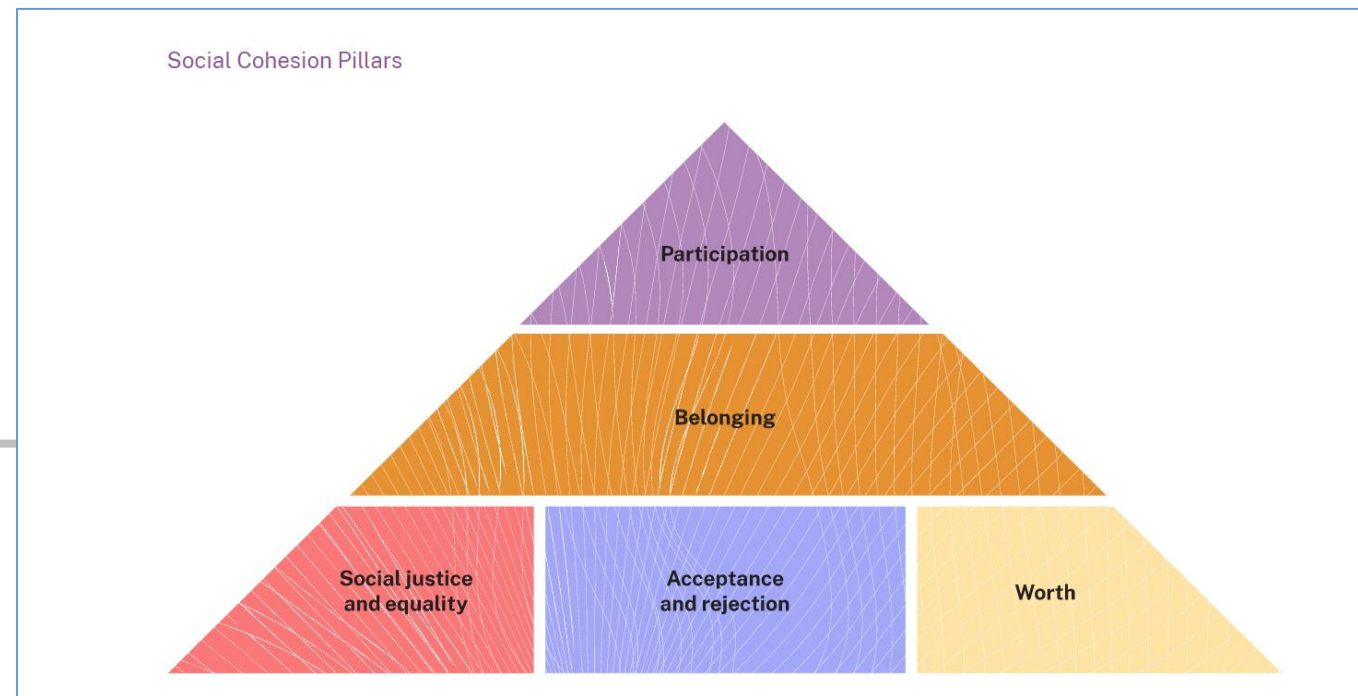 Social Cohesion Pillars
Participation
Belonging
Social justice
and equality
Acceptance
and rejection
Worth